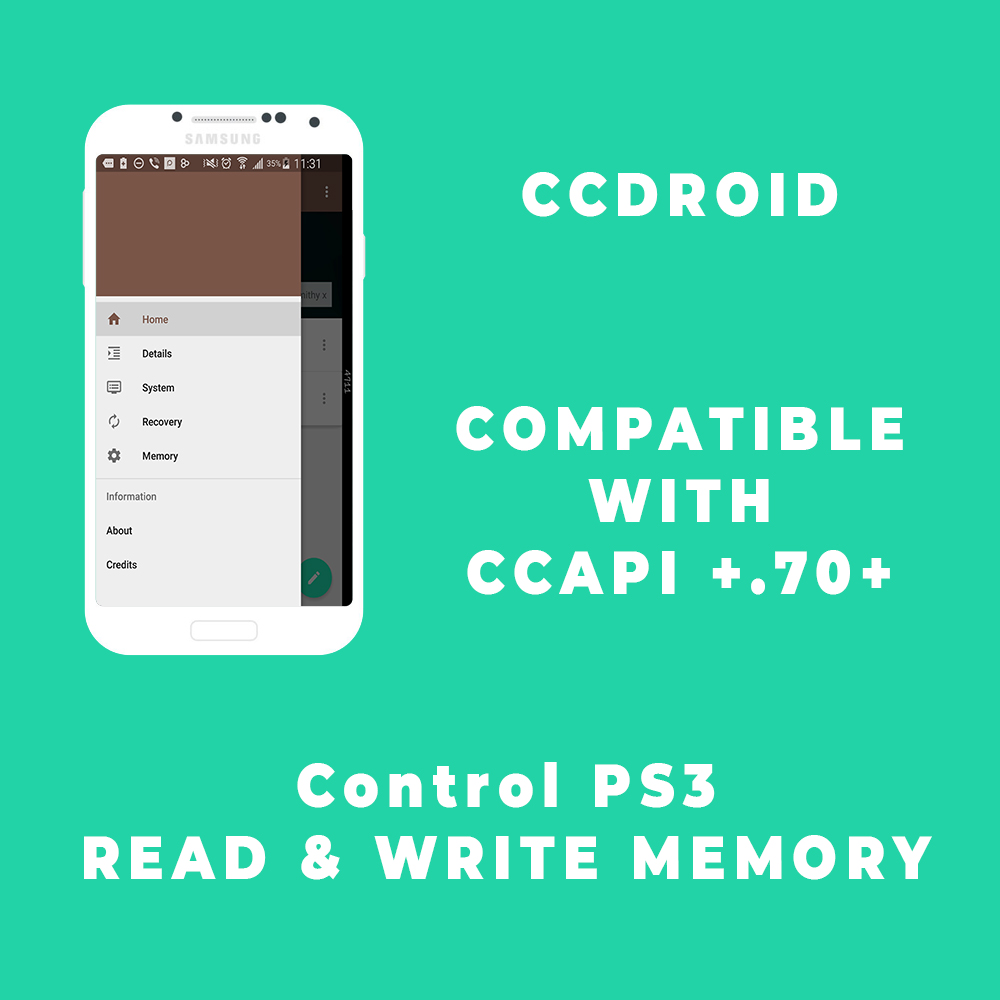 SAMSUNG
35% 11:31
CCDROID
Home
Details
System
Recovery
Memory
Information
About
Credits
COMPATIBLE
WITH
CCAPI +.70+
Control PS3
READ & WRITE MEMORY